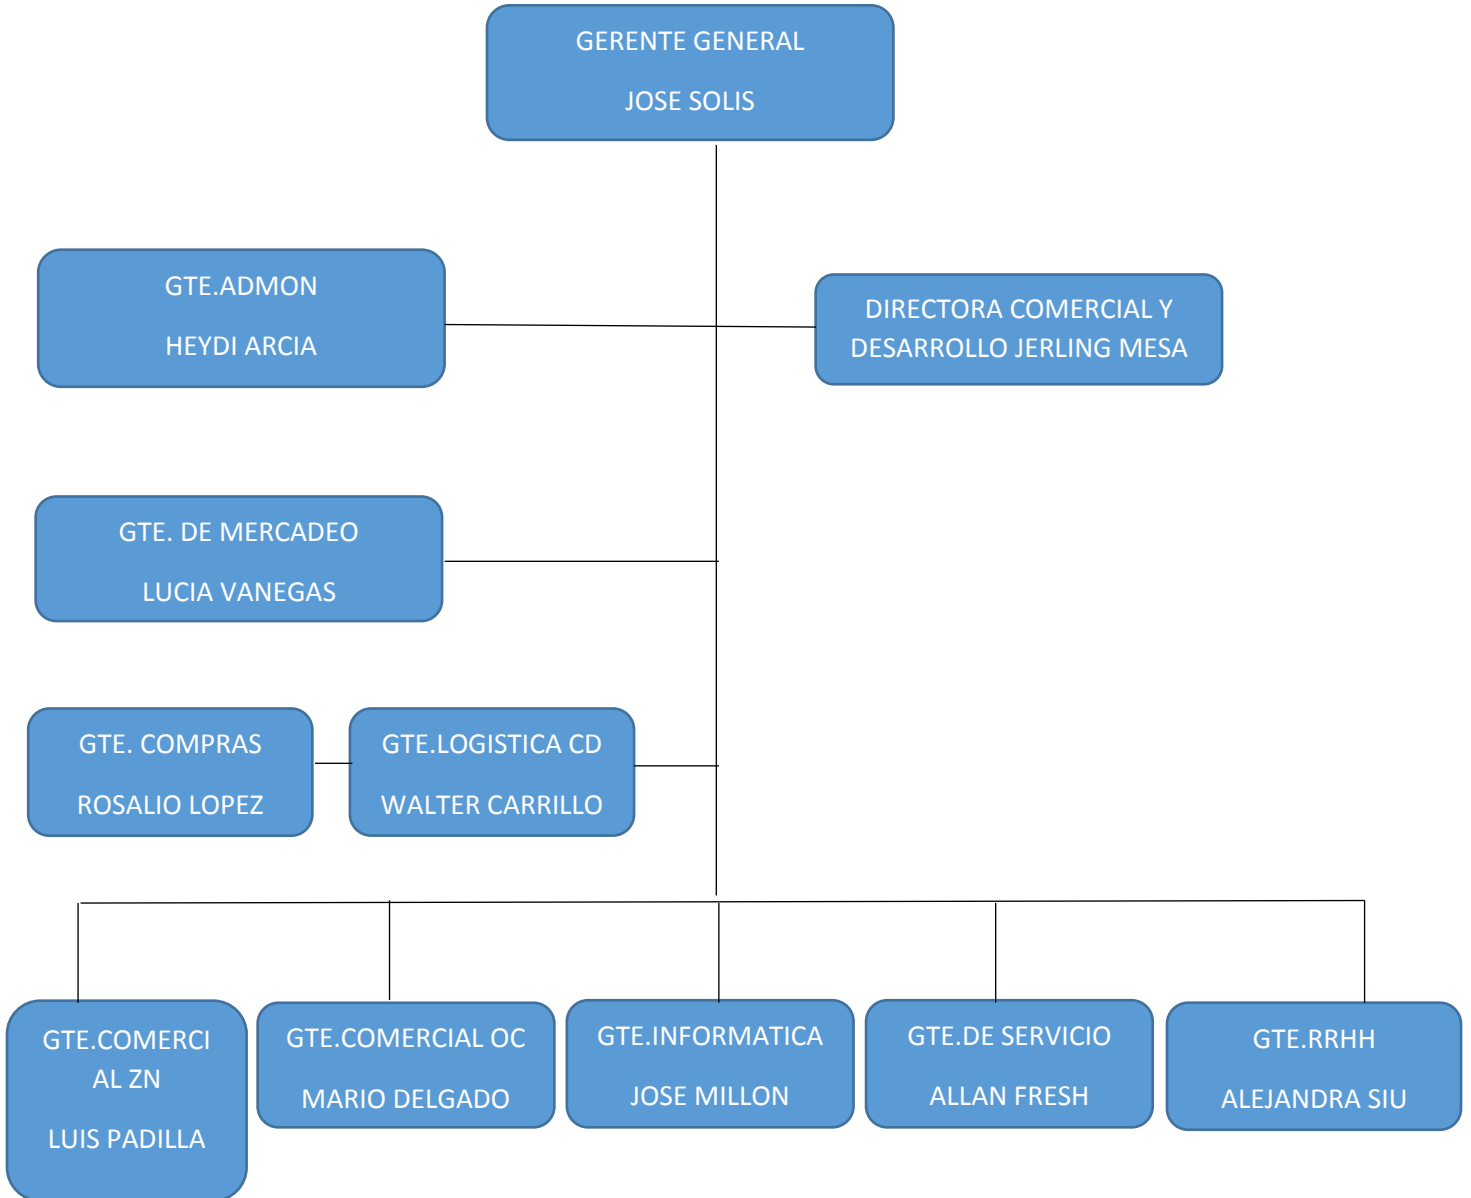 GERENTE GENERAL
JOSE SOLIS
GTE.ADMON
HEYDI ARCIA
DIRECTORA COMERCIAL Y
DESARROLLO JERLING MESA
GTE. DE MERCADEO
LUCIA VANEGAS
GTE. COMPRAS
ROSALIO LOPEZ
GTE.LOGISTICA CD
WALTER CARRILLO
GTE.COMERCI
AL ZN
LUIS PADILLA
GTE.COMERCIAL OC
MARIO DELGADO
GTE.INFORMATICA
JOSE MILLON
GTE.DE SERVICIO
ALLAN FRESH
GTE.RRHH
ALEJANDRA SIU